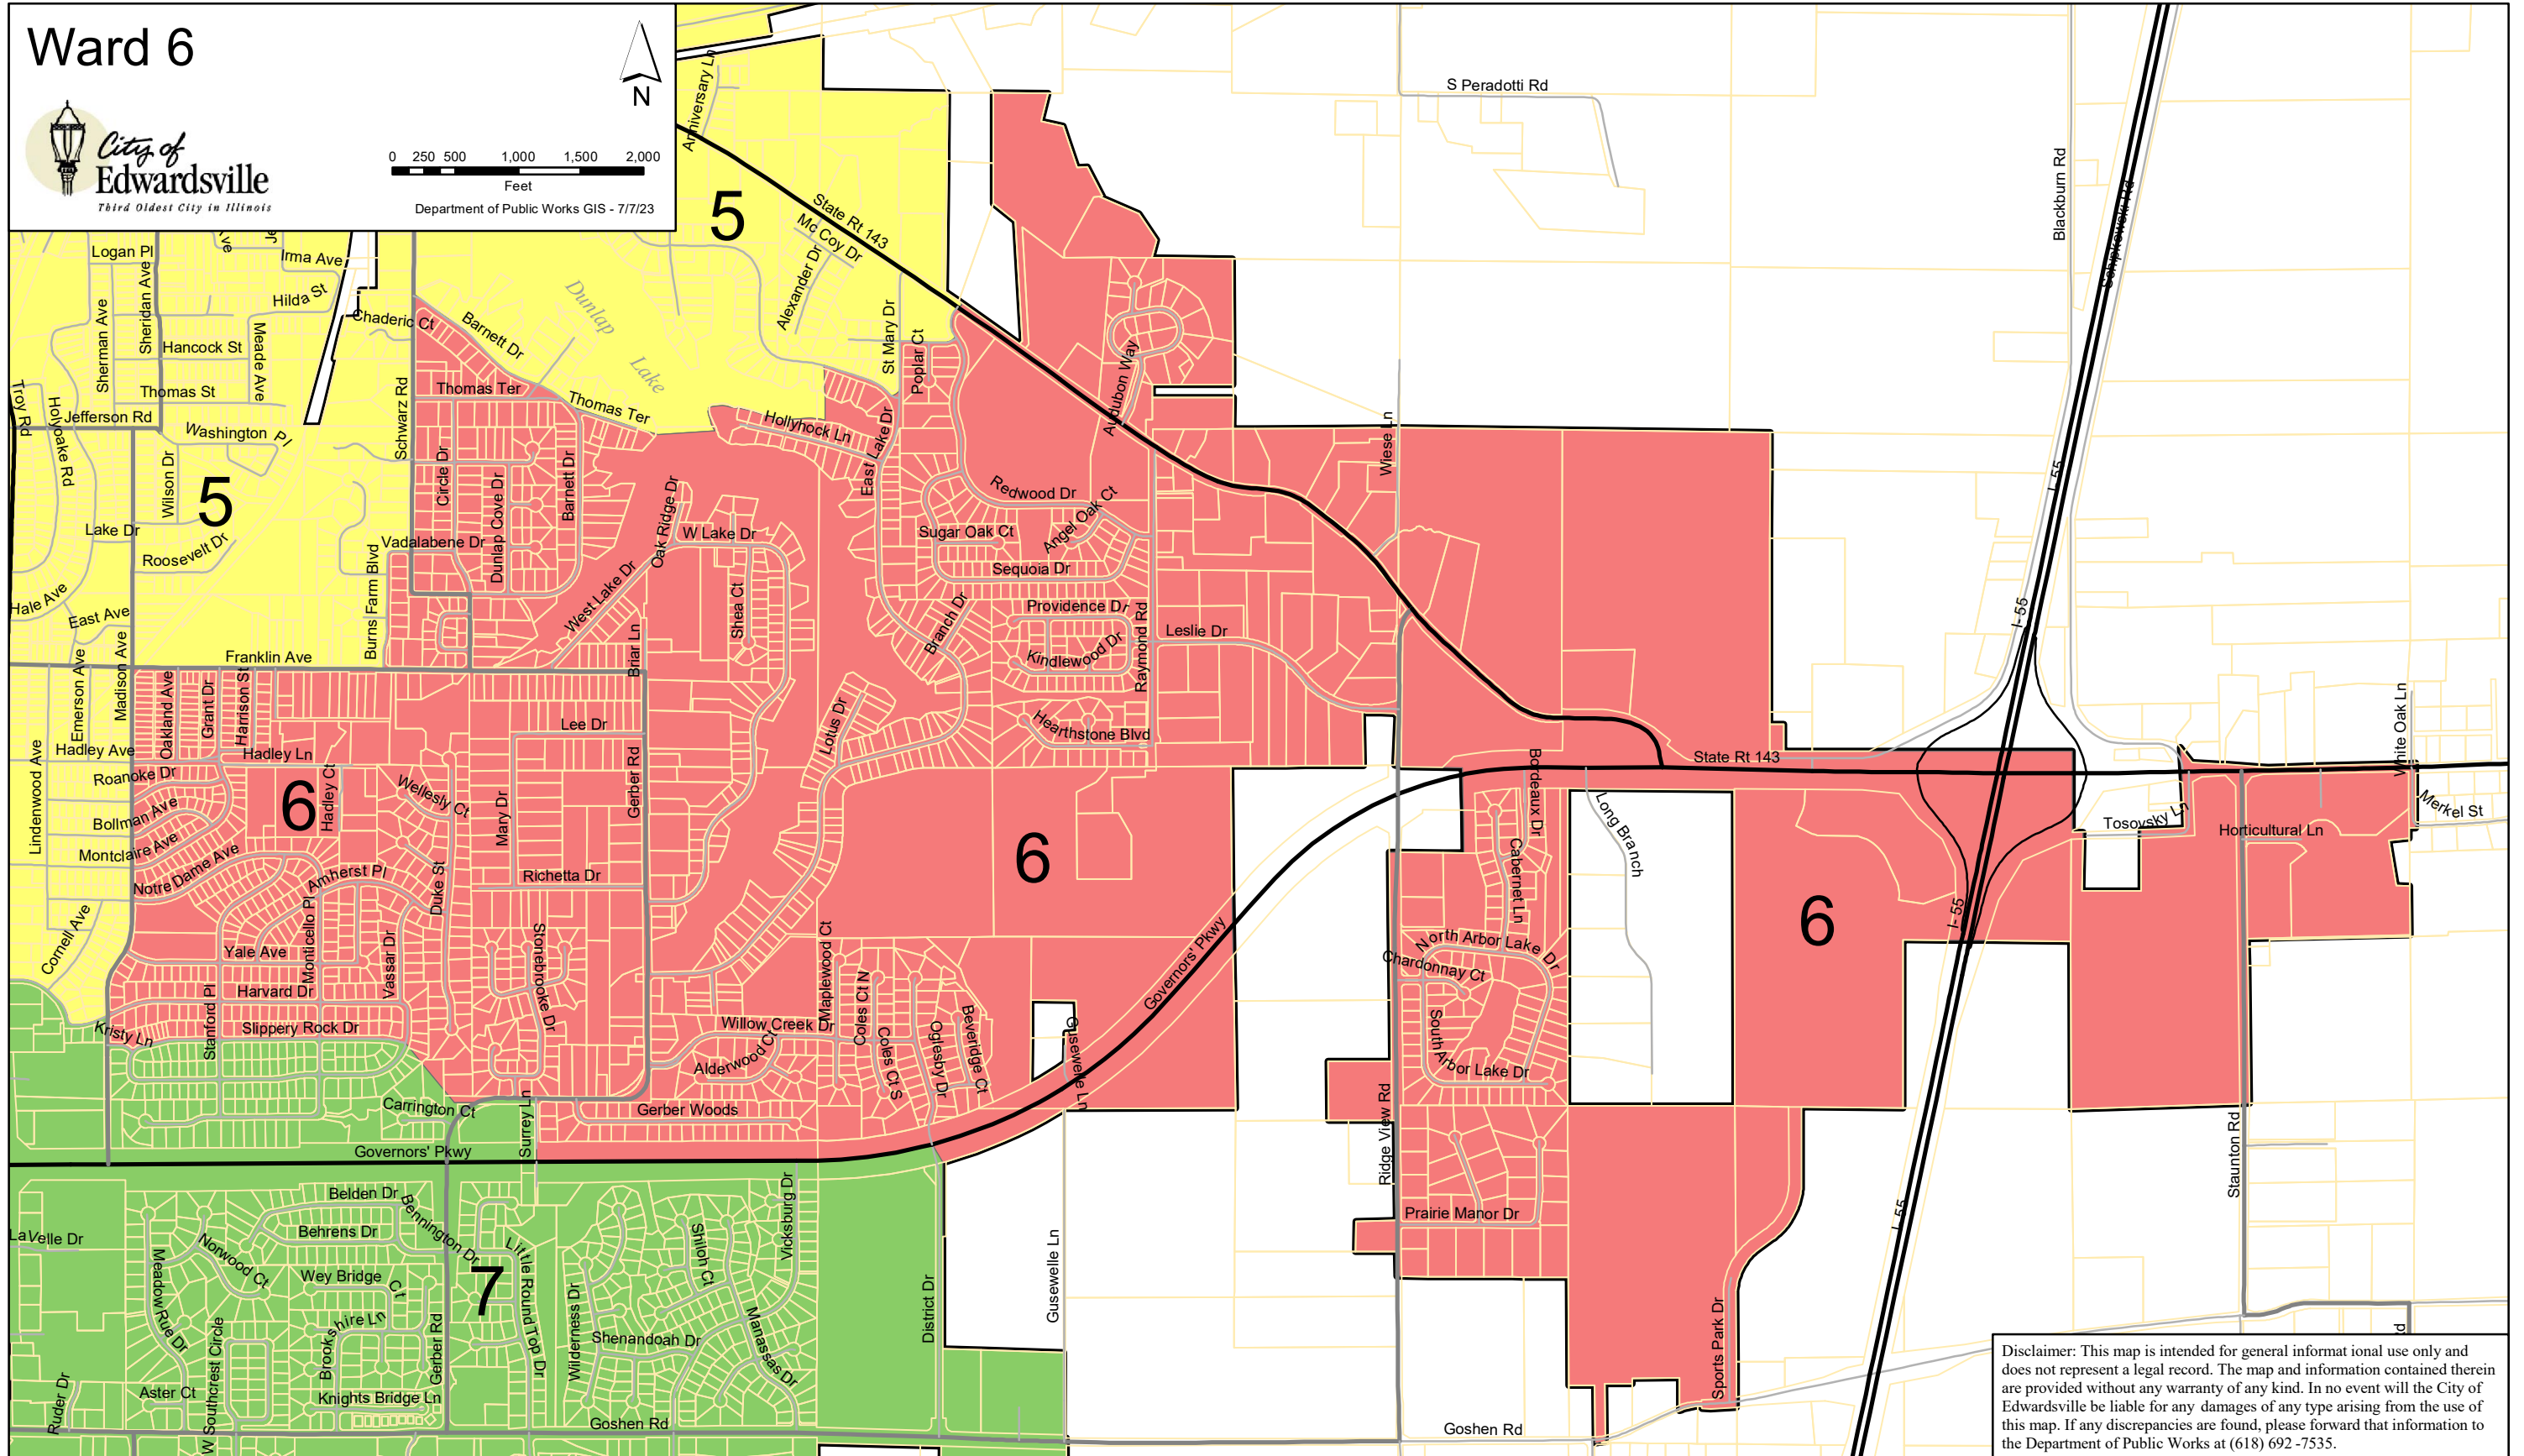 Ward 6
N
City of
Edwardsville
Third Oldest City in Illinois
0 250 500 1,000 1,500 2,000
Feet
Department of Public Works GIS - 7/7/23
Anniversary Ln
5
State Rt 143
Mc Coy Dr
Alexander Dr
St Mary Dr
Poplar Ct
S Peradotti Rd
Blackburn Rd
I- 55
I- 55
I- 55
I- 55
Logan Pl
Irma Ave
Hilda St
Sheridan Ave
Sherman Ave
Hancock St
Meade Ave
Thomas St
Jefferson Rd
Troy Rd
Holyoake Rd
Washington Pl
Wilson Dr
5
Lake Dr
Roosevelt Dr
Hale Ave
East Ave
Madison Ave
Emerson Ave
Franklin Ave
Burns Farm Blvd
Chaderic Ct
Barnett Dr
Dunlap
Lake
Schwarz Rd
Thomas Ter
Thomas Ter
Circle Dr
Dunlap Cove Dr
Barnett Dr
Vadalabene Dr
Hollyhock Ln
East Lake Dr
Audubon Way
Wiese Ln
Redwood Dr
Angel Oak Ct
Sugar Oak Ct
Sequoia Dr
Oak Ridge Dr
W Lake Dr
West Lake Dr
Shea Ct
Briar Ln
Branch Dr
Providence Dr
Kindlewood Dr
Raymond Rd
Leslie Dr
Hearthstone Blvd
Lotus Dr
Lee Dr
Gerber Rd
Mary Dr
Richetta Dr
Lindenwood Ave
Hadley Ave
Oakland Ave
Grant Dr
Harrison St
Hadley Ln
Hadley Ct
Roanoke Dr
Bollman Ave
Montclaire Ave
Notre Dame Ave
6
Wellesly Ct
Duke St
Amherst Pl
Monticello Pl
Cornell Ave
Yale Ave
Vassar Dr
Harvard Dr
Stanford Pl
Slippery Rock Dr
Kristy Ln
Stonebrooke Dr
Carrington Ct
Surrey Ln
Gerber Woods
Governors' Pkwy
Willow Creek Dr
Alderwood Ct
Maplewood Ct
Coles Ct N
Coles Ct S
Oglesby Dr
Beveridge Ct
6
Governors' Pkwy
Gusewelle Ln
Gusewelle Ln
District Dr
State Rt 143
Bordeaux Dr
Cabernet Ln
Long Branch
North Arbor Lake Dr
Chardonnay Ct
South Arbor Lake Dr
Ridge View Rd
Prairie Manor Dr
Sports Park Dr
6
Tosovsky Ln
Horticultural Ln
White Oak Ln
Merkel St
Staunton Rd
Rd
LaVelle Dr
Belden Dr
Behrens Dr
Bennington Dr
Norwood Ct
Meadow Rue Dr
Wey Bridge Ct
Brookshire Ln
Gerber Rd
Knights Bridge Ln
Aster Ct
W Southcrest Circle
Ruder Dr
7
Little Round Top Dr
Wilderness Dr
Shiloh Ct
Vicksburg Dr
Shenandoah Dr
Manassas Dr
Goshen Rd
Goshen Rd
Disclaimer: This map is intended for general informat ional use only and
does not represent a legal record. The map and information contained therein
are provided without any warranty of any kind. In no event will the City of
Edwardsville be liable for any damages of any type arising from the use of
this map. If any discrepancies are found, please forward that information to
the Department of Public Works at (618) 692 -7535.